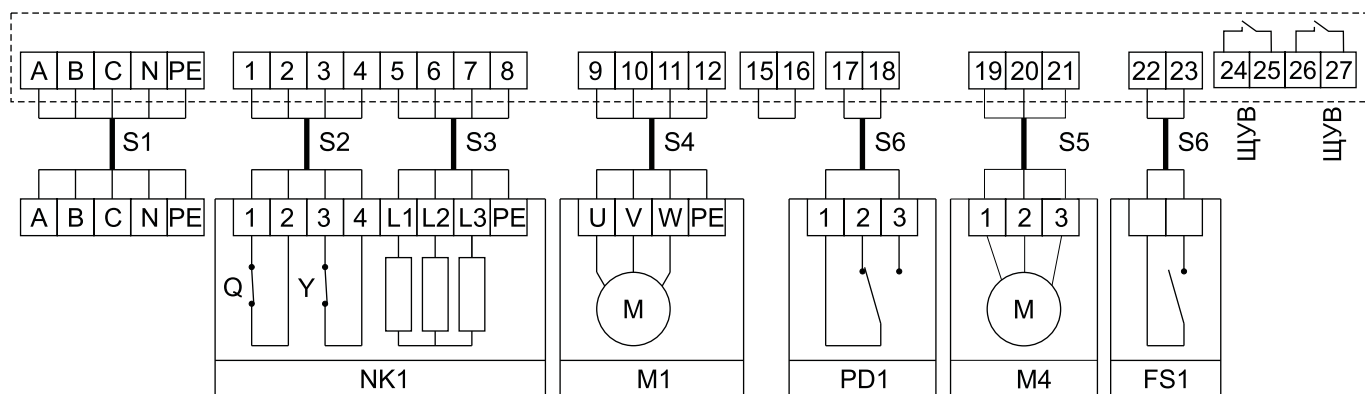 A B C N PE 1 2 3 4 5 6 7 8 9 10 11 12 15 16 17 18 19 20 21 22 23 24 25 26 27
S1 S2 S3 S4 S6 S5 S6 ЩУВ ЩУВ
A B C N PE 1 2 3 4 L1 L2 L3 PE U V W PE 1 2 3 1 2 3
Q Y M M
NK1 M1 PD1 M4 FS1